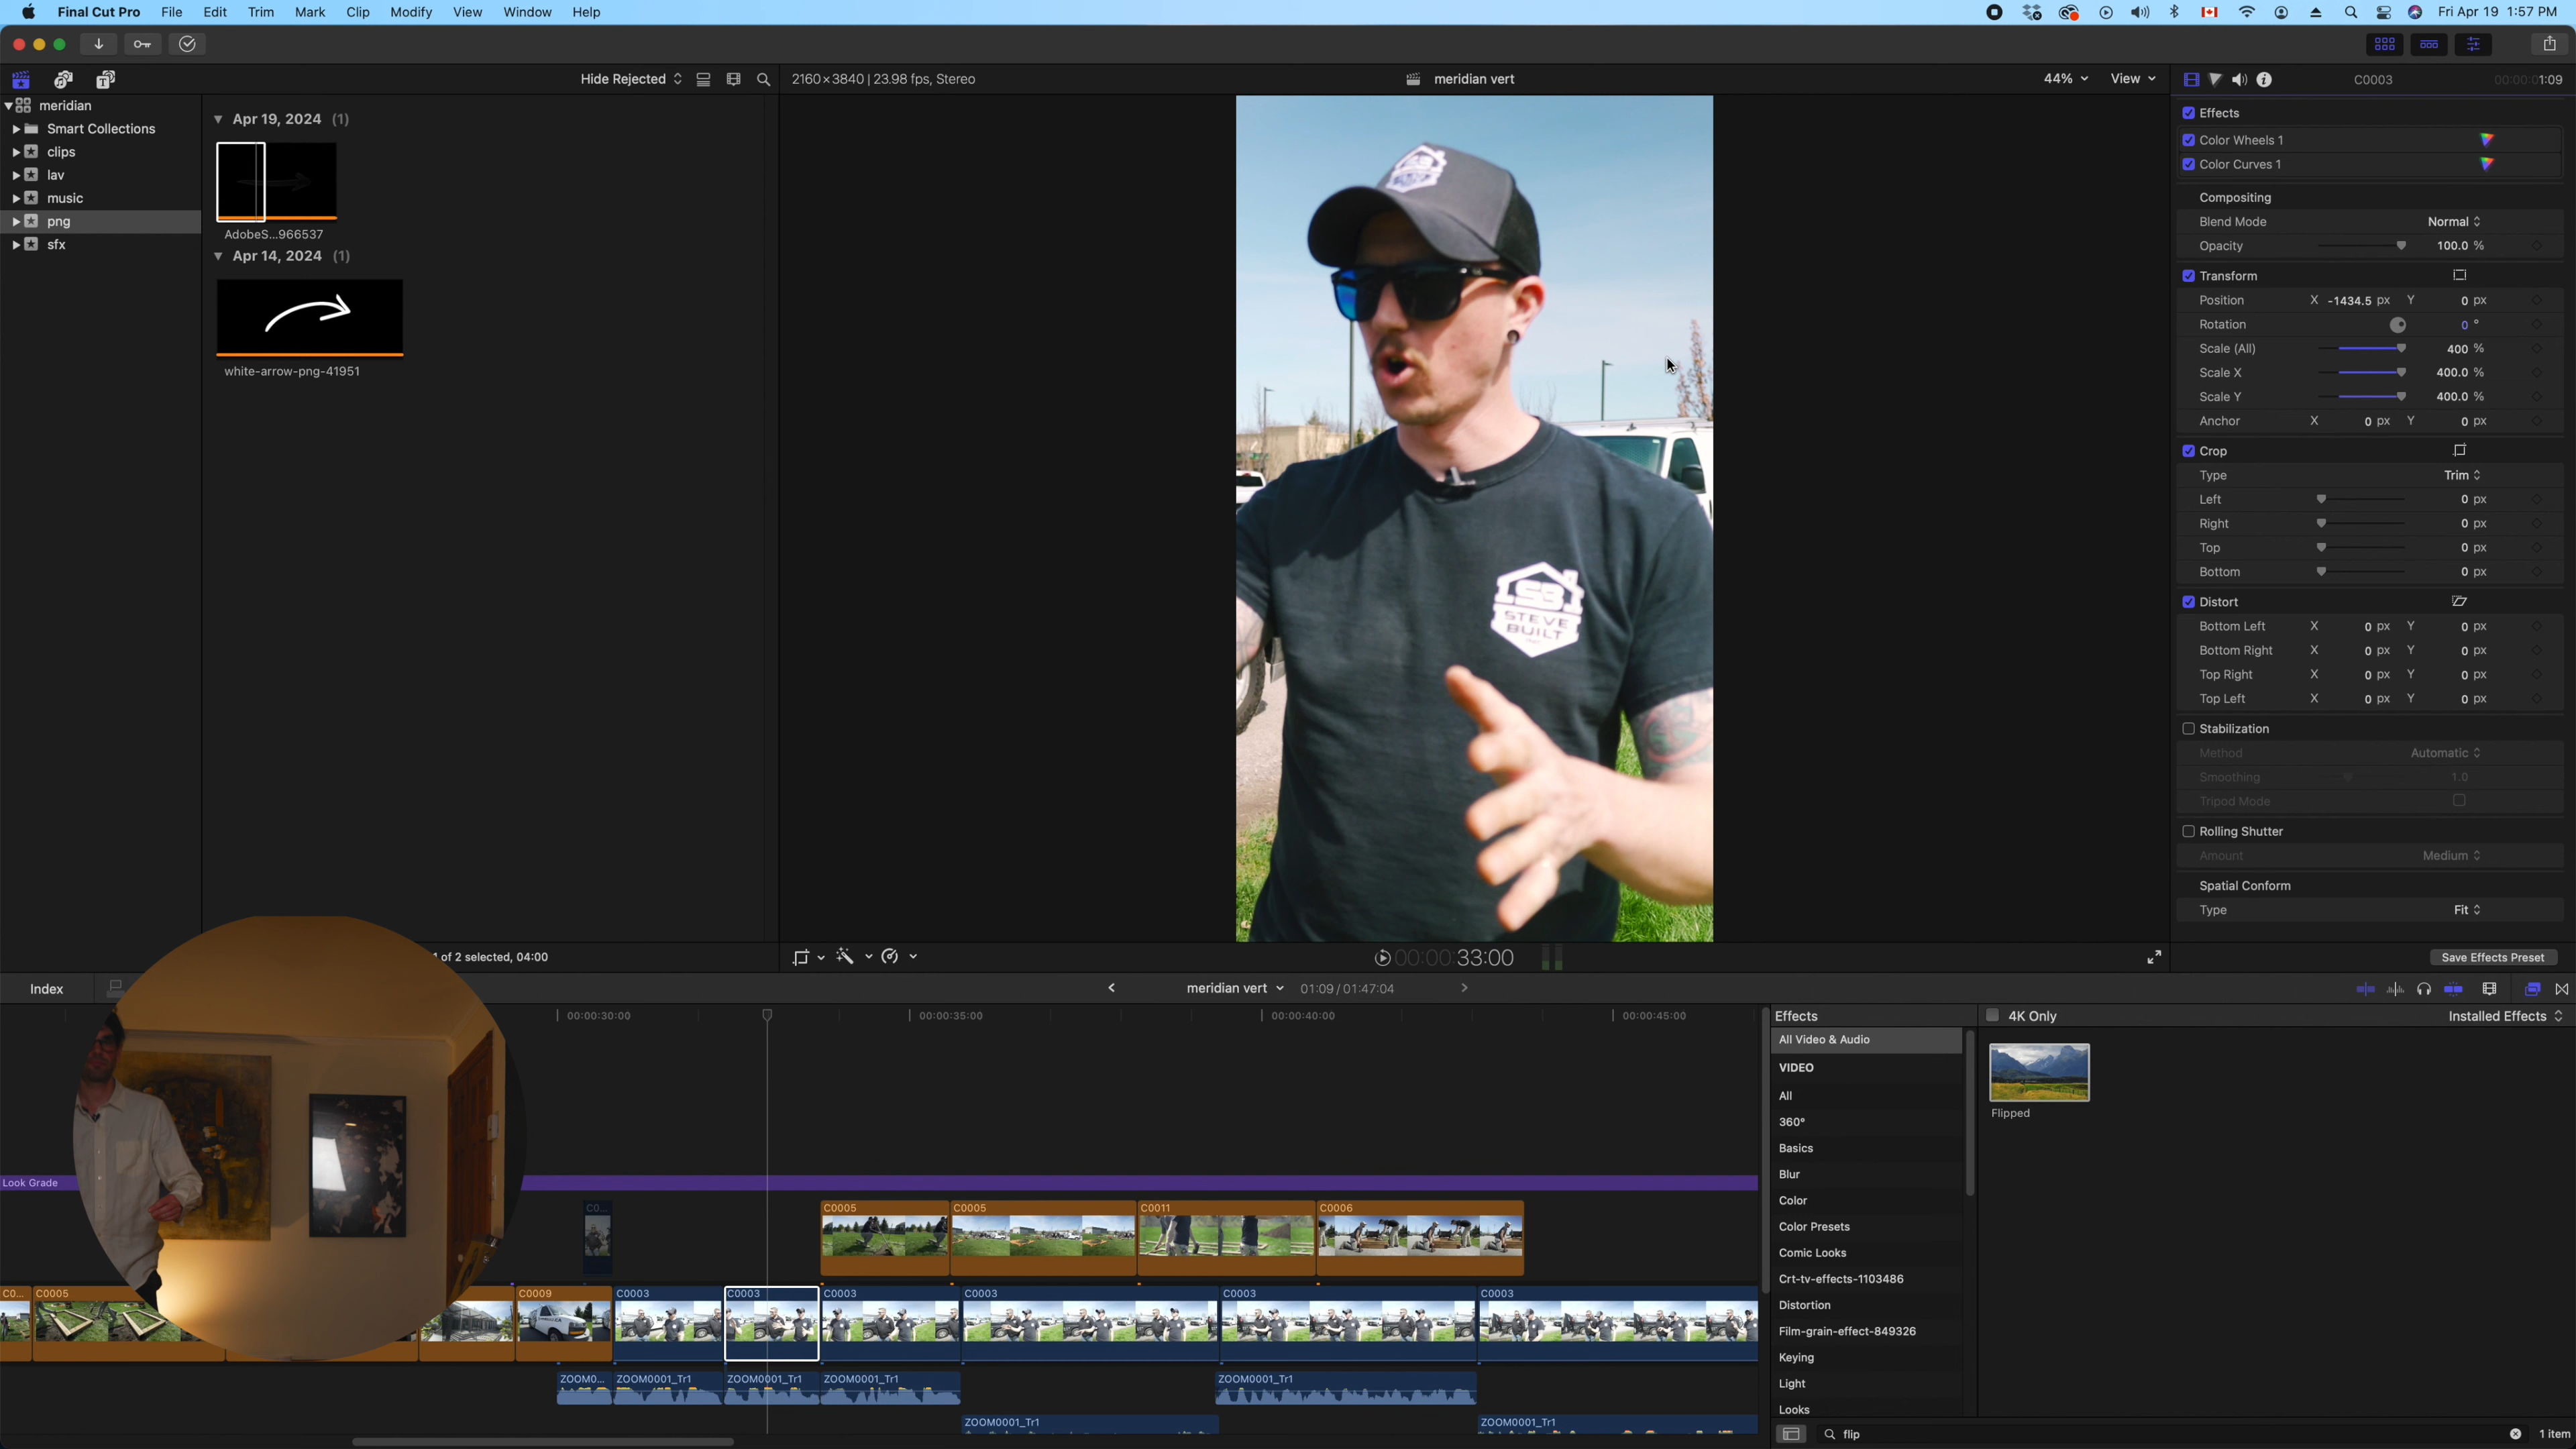 Final Cut Pro File Edit Trim Mark Clip Modify View Window Help Fri Apr 19 1:57 PM
Hide Rejected 2160×3840 | 23.98 fps, Stereo meridian vert 44% View C0003 00:00:01:09
meridian
Smart Collections
clips
lav
music
png
sfx
Apr 19, 2024 (1)
AdobeS...966537
Apr 14, 2024 (1)
white-arrow-png-41951
1 of 2 selected, 04:00
SB
STEVE
BUILT
00:00:00:33:00
Effects
Color Wheels 1
Color Curves 1
Compositing
Blend Mode Normal
Opacity 100.0 %
Transform
Position X -1434.5 px Y 0 px
Rotation 0 °
Scale (All) 400 %
Scale X 400.0 %
Scale Y 400.0 %
Anchor X 0 px Y 0 px
Crop
Type Trim
Left 0 px
Right 0 px
Top 0 px
Bottom 0 px
Distort
Bottom Left X 0 px Y 0 px
Bottom Right X 0 px Y 0 px
Top Right X 0 px Y 0 px
Top Left X 0 px Y 0 px
Stabilization
Method Automatic
Smoothing 1.0
Tripod Mode
Rolling Shutter
Amount Medium
Spatial Conform
Type Fit
Save Effects Preset
Index meridian vert 01:09 / 01:47:04
00:00:30:00 00:00:35:00 00:00:40:00 00:00:45:00
Look Grade
C0... C0005 C0005 C0011 C0006
C0... C0005 C0009 C0003 C0003 C0003 C0003 C0003 C0003
ZOOM0... ZOOM0001_Tr1 ZOOM0001_Tr1 ZOOM0001_Tr1 ZOOM0001_Tr1
ZOOM0001_Tr1 ZOOM0001_Tr1
Effects
All Video & Audio
VIDEO
All
360°
Basics
Blur
Color
Color Presets
Comic Looks
Crt-tv-effects-1103486
Distortion
Film-grain-effect-849326
Keying
Light
Looks
4K Only Installed Effects
Flipped
flip 1 item